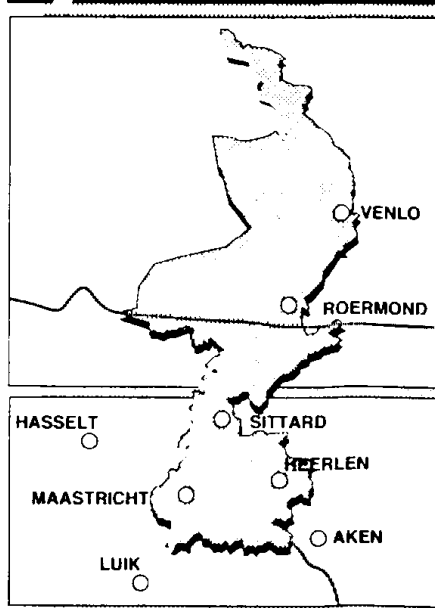 VENLO
ROERMOND
HASSELT
SITTARD
HEERLEN
MAASTRICHT
AKEN
LUIK